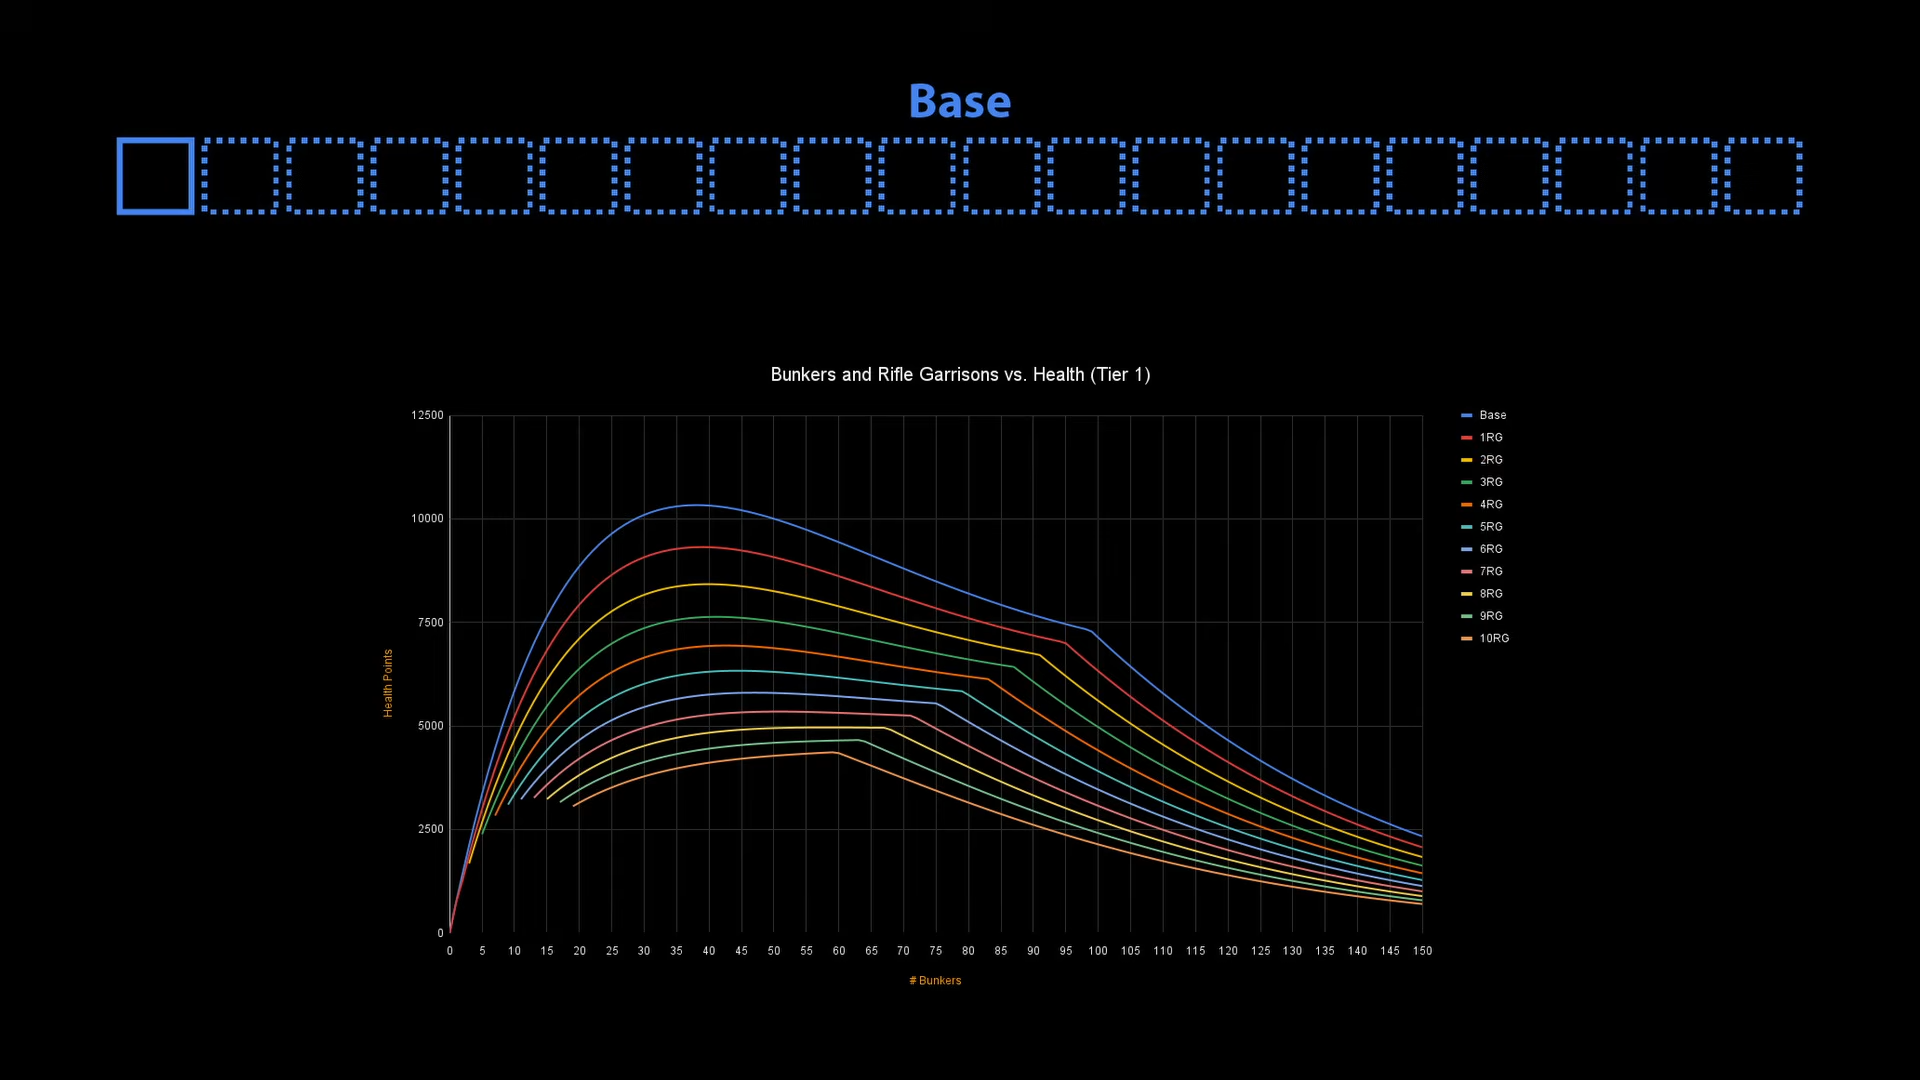 Base
Bunkers and Rifle Garrisons vs. Health (Tier 1)
12500
10000
7500
5000
2500
0
Health Points
0 5 10 15 20 25 30 35 40 45 50 55 60 65 70 75 80 85 90 95 100 105 110 115 120 125 130 135 140 145 150
# Bunkers
Base
1RG
2RG
3RG
4RG
5RG
6RG
7RG
8RG
9RG
10RG